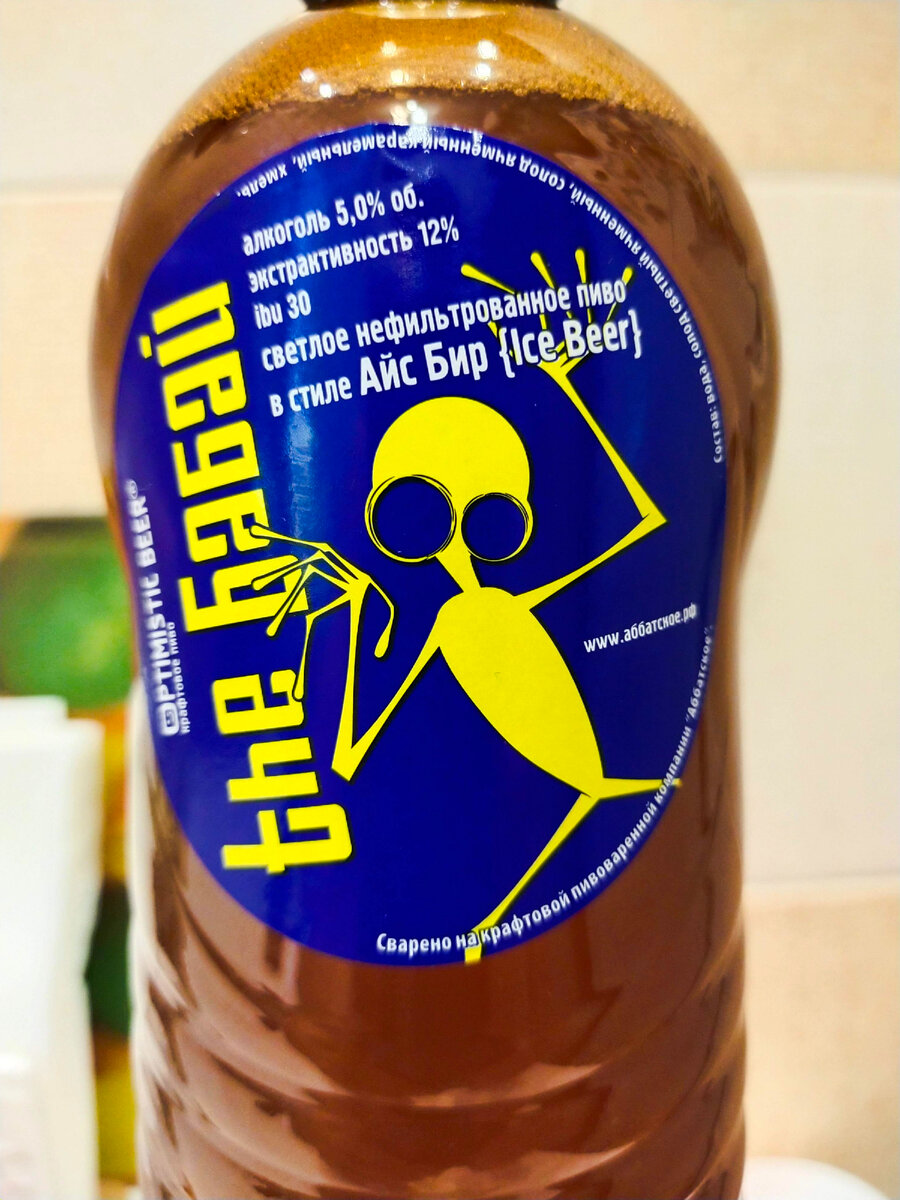 алкоголь 5,0% об.
экстрактивность 12%
ibu 30
светлое нефильтрованное пиво
в стиле Айс Бир {Ice Beer}
the бабай
OPTIMISTIC BEER®
крафтовое пиво
www.аббатское.рф
Состав: вода, солод светлый ячменный, солод ячменный карамельный, хмель.
Сварено на крафтовой пивоваренной компании "Аббатское".